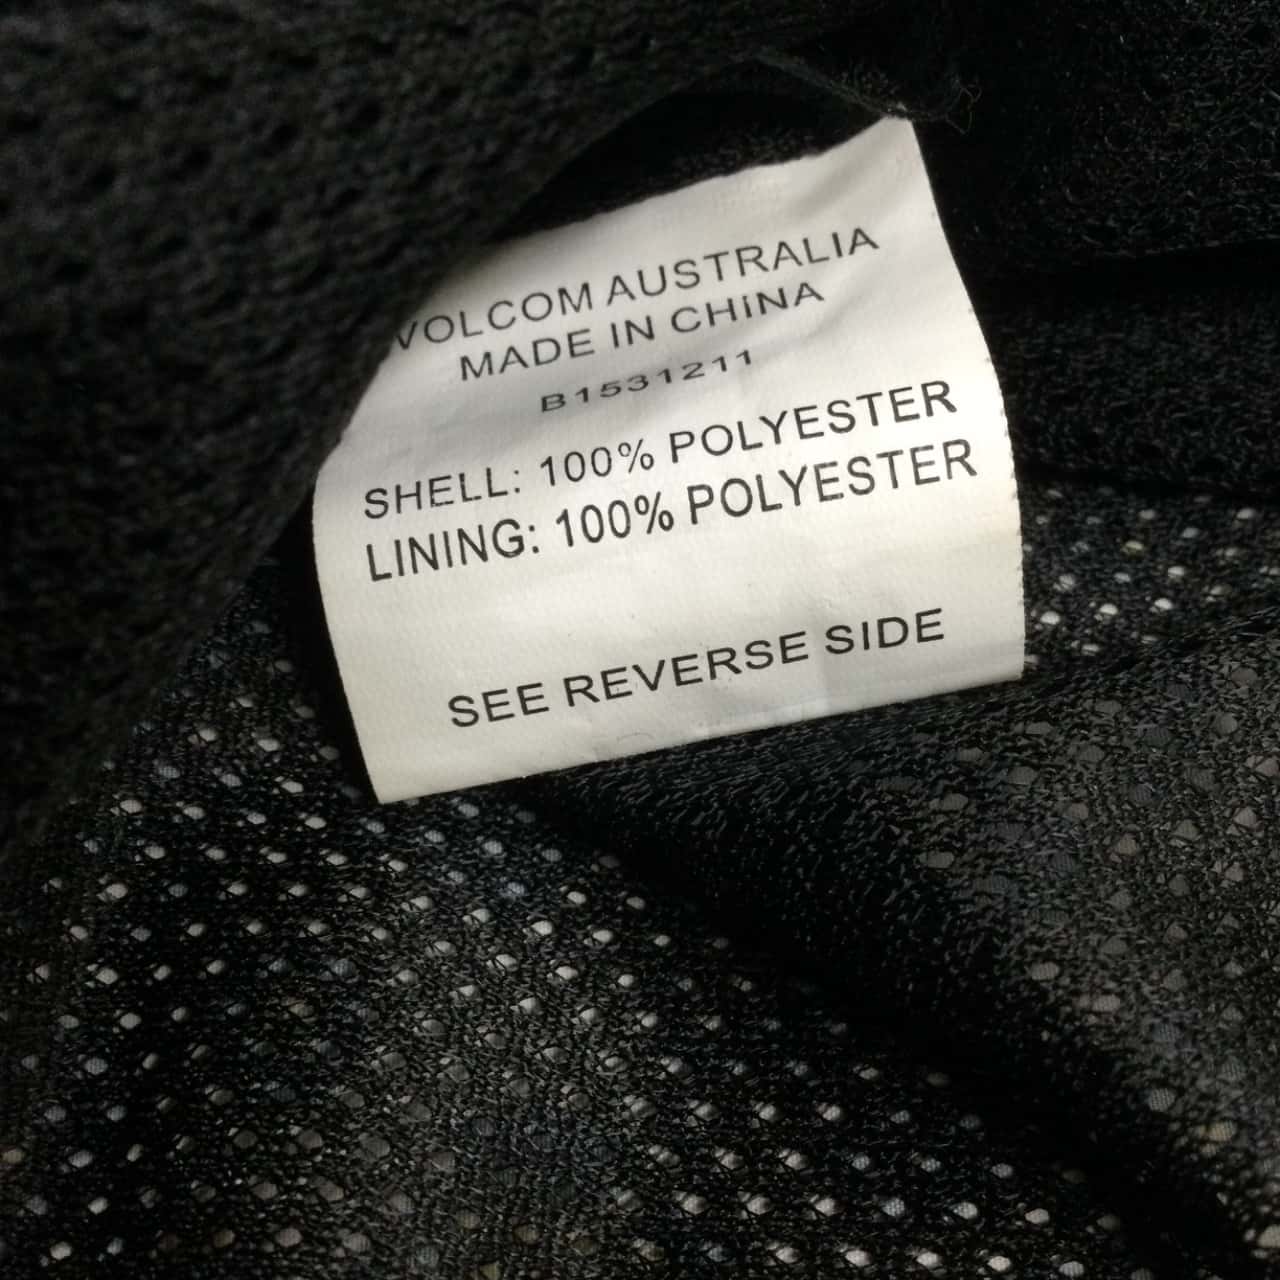 VOLCOM AUSTRALIA
MADE IN CHINA
B1531211
SHELL: 100% POLYESTER
LINING: 100% POLYESTER
SEE REVERSE SIDE